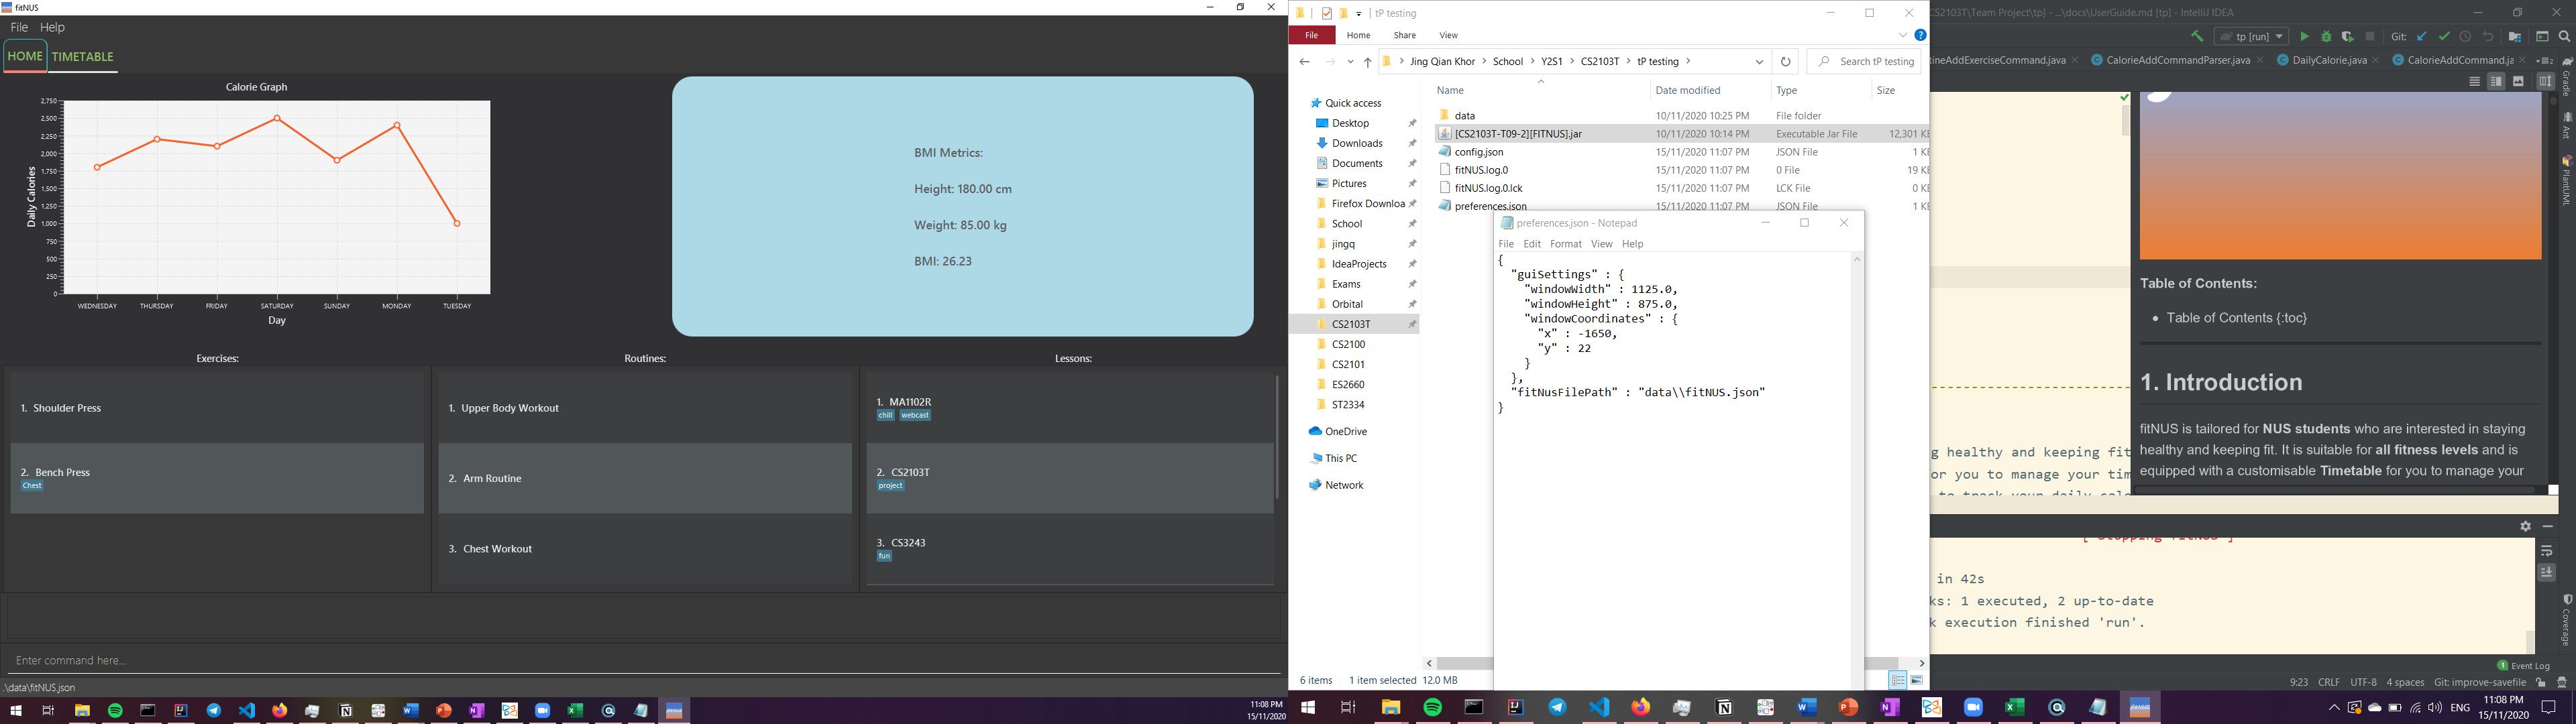 fitNUS
File Help
HOME TIMETABLE
Calorie Graph
Daily Calories
2,750
2,500
2,250
2,000
1,750
1,500
1,250
1,000
750
500
250
0
WEDNESDAY THURSDAY FRIDAY SATURDAY SUNDAY MONDAY TUESDAY
Day
BMI Metrics:
Height: 180.00 cm
Weight: 85.00 kg
BMI: 26.23
Exercises:
1. Shoulder Press
2. Bench Press
Chest
Routines:
1. Upper Body Workout
2. Arm Routine
3. Chest Workout
Lessons:
1. MA1102R
chill webcast
2. CS2103T
project
3. CS3243
fun
Enter command here...
.\data\fitNUS.json
11:08 PM
15/11/2020
tP testing
File Home Share View
Jing Qian Khor > School > Y2S1 > CS2103T > tP testing >
Search tP testing
Quick access
Desktop
Downloads
Documents
Pictures
Firefox Downloa
School
jingq
IdeaProjects
Exams
Orbital
CS2103T
CS2100
CS2101
ES2660
ST2334
OneDrive
This PC
Network
Name Date modified Type Size
data 10/11/2020 10:25 PM File folder
[CS2103T-T09-2][FITNUS].jar 10/11/2020 10:14 PM Executable Jar File 12,301 KB
config.json 15/11/2020 11:07 PM JSON File 1 KB
fitNUS.log.0 15/11/2020 11:07 PM 0 File 19 KB
fitNUS.log.0.lck 15/11/2020 11:07 PM LCK File 0 KB
preferences.json 15/11/2020 11:07 PM JSON File 1 KB
6 items 1 item selected 12.0 MB
preferences.json - Notepad
File Edit Format View Help
{
"guiSettings" : {
"windowWidth" : 1125.0,
"windowHeight" : 875.0,
"windowCoordinates" : {
"x" : -1650,
"y" : 22
}
},
"fitNusFilePath" : "data\\fitNUS.json"
}
CS2103T\Team Project\tp] - ...\docs\UserGuide.md [tp] - IntelliJ IDEA
tp [run] Git:
tineAddExerciseCommand.java CalorieAddCommandParser.java DailyCalorie.java CalorieAddCommand.ja
Gradle
Ant
PlantUML
Coverage
g healthy and keeping fit
or you to manage your tim
Table of Contents:
Table of Contents {:toc}
1. Introduction
fitNUS is tailored for NUS students who are interested in staying
healthy and keeping fit. It is suitable for all fitness levels and is
equipped with a customisable Timetable for you to manage your
in 42s
ks: 1 executed, 2 up-to-date
k execution finished 'run'.
1 Event Log
9:23 CRLF UTF-8 4 spaces Git: improve-savefile
ENG
11:08 PM
15/11/2020